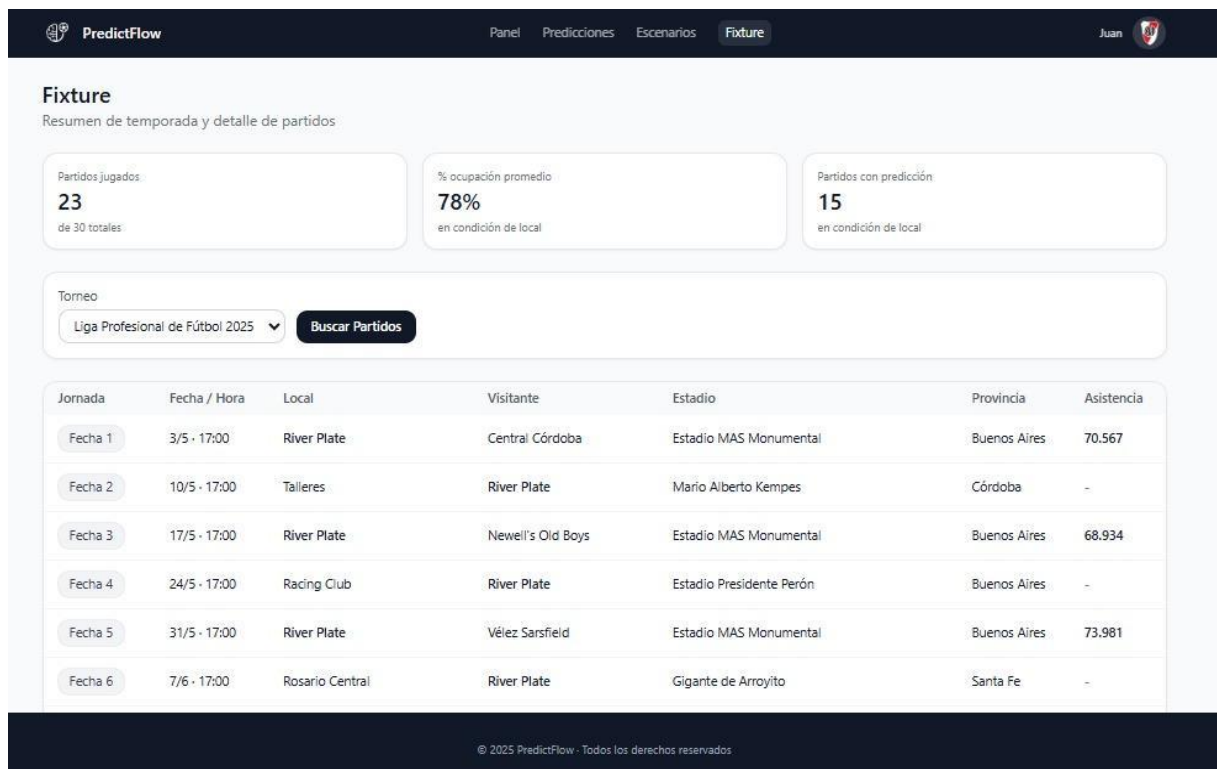 PredictFlow Panel Predicciones Escenarios Fixture Juan
Fixture
Resumen de temporada y detalle de partidos
Partidos jugados
23
de 30 totales
% ocupación promedio
78%
en condición de local
Partidos con predicción
15
en condición de local
Torneo
Liga Profesional de Fútbol 2025 Buscar Partidos
Jornada Fecha / Hora Local Visitante Estadio Provincia Asistencia
Fecha 1 3/5 · 17:00 River Plate Central Córdoba Estadio MAS Monumental Buenos Aires 70.567
Fecha 2 10/5 · 17:00 Talleres River Plate Mario Alberto Kempes Córdoba -
Fecha 3 17/5 · 17:00 River Plate Newell's Old Boys Estadio MAS Monumental Buenos Aires 68.934
Fecha 4 24/5 · 17:00 Racing Club River Plate Estadio Presidente Perón Buenos Aires -
Fecha 5 31/5 · 17:00 River Plate Vélez Sarsfield Estadio MAS Monumental Buenos Aires 73.981
Fecha 6 7/6 · 17:00 Rosario Central River Plate Gigante de Arroyito Santa Fe -
© 2025 PredictFlow · Todos los derechos reservados